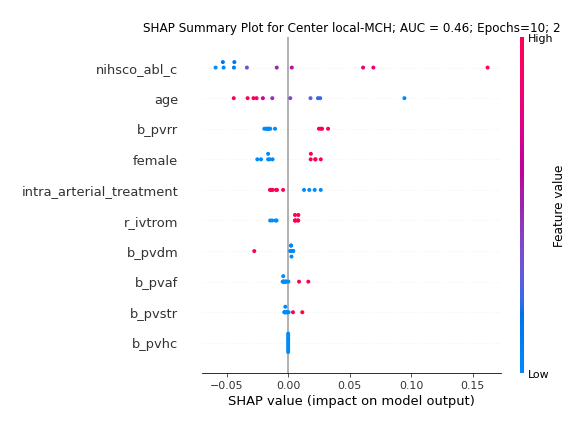 SHAP Summary Plot for Center local-MCH; AUC = 0.46; Epochs=10; 2
High
nihsco_abl_c
age
b_pvrr
female
intra_arterial_treatment
r_ivtrom
b_pvdm
b_pvaf
b_pvstr
b_pvhc
Feature value
Low
−0.05 0.00 0.05 0.10 0.15
SHAP value (impact on model output)